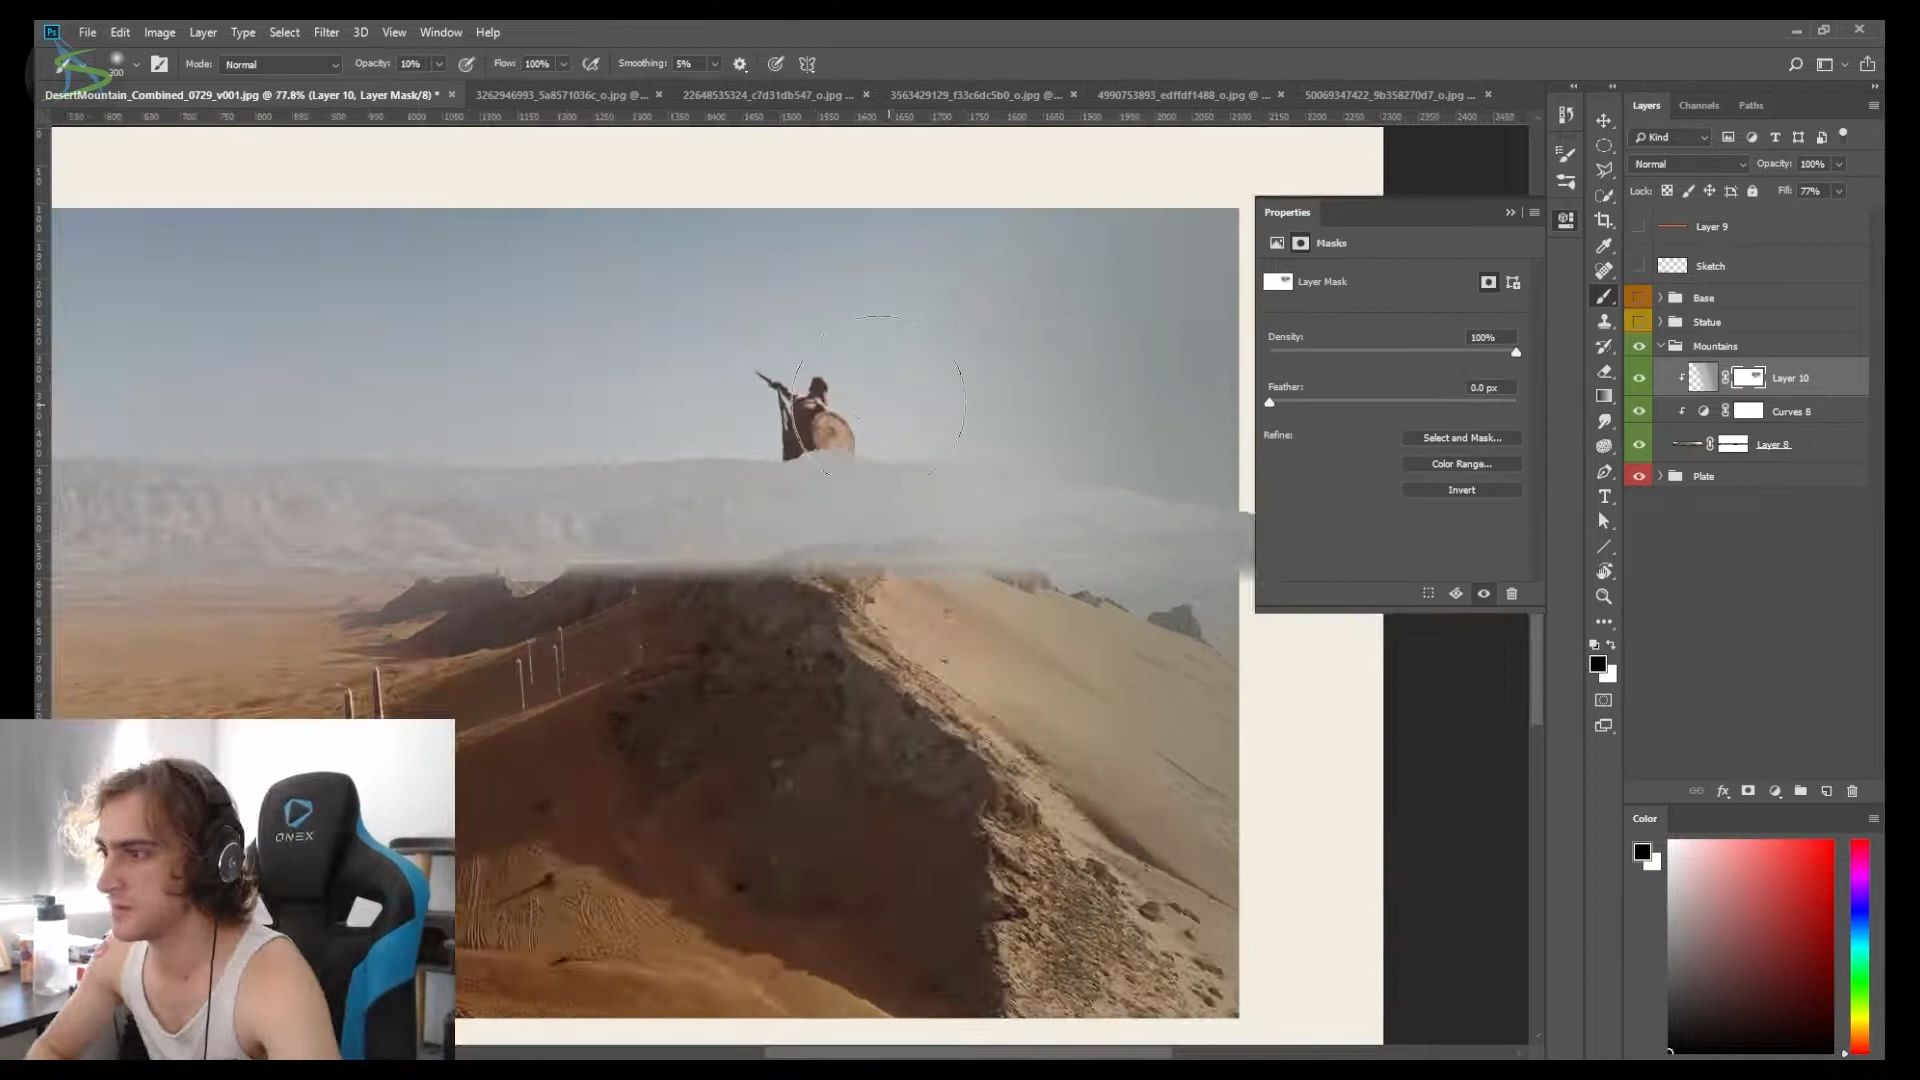 Ps File Edit Image Layer Type Select Filter 3D View Window Help
300 Mode: Normal Opacity: 10% Flow: 100% Smoothing: 5%
DesertMountain_Combined_0729_v001.jpg @ 77.8% (Layer 10, Layer Mask/8) * 3262946993_5a8571036c_o.jpg @... 22648535324_c7d31db547_o.jpg ... 3563429129_f33c6dc5b0_o.jpg @... 4990753893_edffdf1488_o.jpg @ ... 50069347422_9b358270d7_o.jpg ...
Layers Channels Paths
Kind
Normal Opacity: 100%
Lock: Fill: 77%
Layer 9
Sketch
Base
Statue
Mountains
Layer 10
Curves 8
Layer 8
Plate
Properties
Masks
Layer Mask
Density: 100%
Feather: 0.0 px
Refine: Select and Mask...
Color Range...
Invert
fx
Color
ONEX